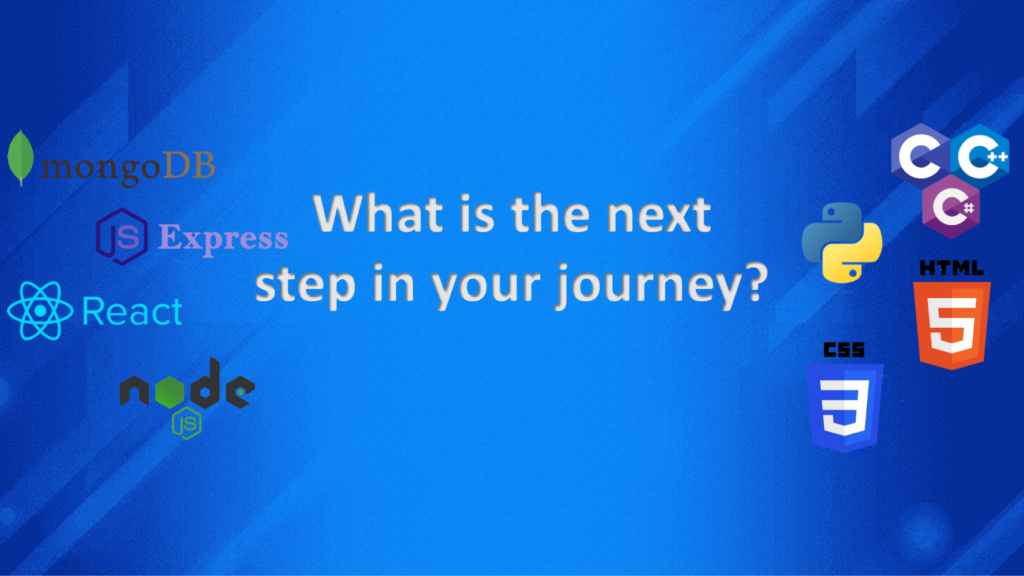 mongoDB
JS Express
React
node
JS
What is the next
step in your journey?
C C++
C#
HTML
5
CSS
3